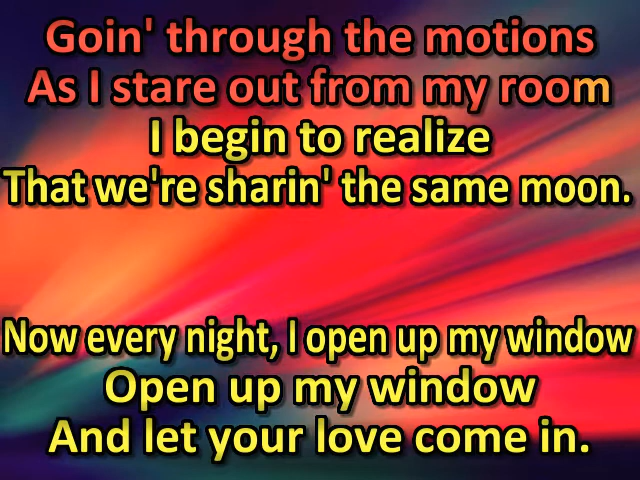 Goin' through the motions
As I stare out from my room
I begin to realize
That we're sharin' the same moon.
Now every night, I open up my window
Open up my window
And let your love come in.